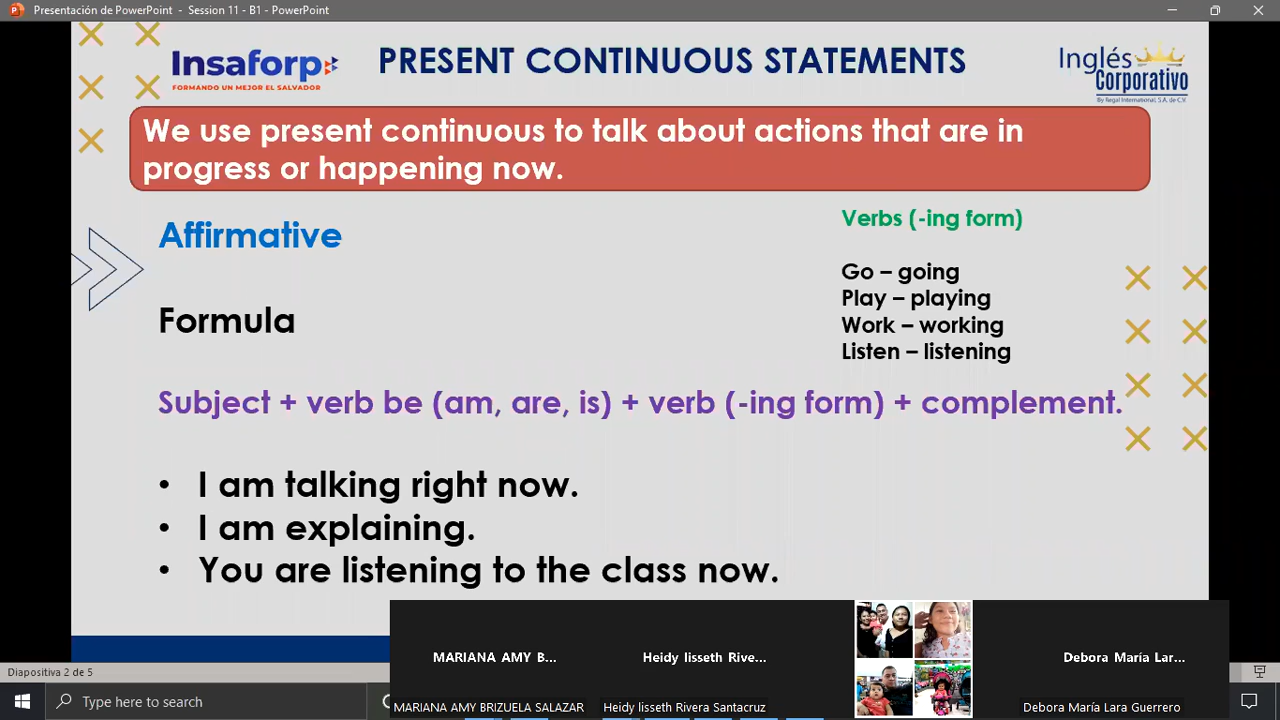 Presentación de PowerPoint - Session 11 - B1 - PowerPoint
Insaforp
FORMANDO UN MEJOR EL SALVADOR
PRESENT CONTINUOUS STATEMENTS
Inglés
Corporativo
By Regal International, S.A. de C.V.
We use present continuous to talk about actions that are in
progress or happening now.
Affirmative
Verbs (-ing form)
Go – going
Play – playing
Work – working
Listen – listening
Formula
Subject + verb be (am, are, is) + verb (-ing form) + complement.
• I am talking right now.
• I am explaining.
• You are listening to the class now.
MARIANA AMY B...
Heidy lisseth Rive...
Debora María Lar...
MARIANA AMY BRIZUELA SALAZAR
Heidy lisseth Rivera Santacruz
Debora María Lara Guerrero
Diapositiva 2 de 5
Type here to search